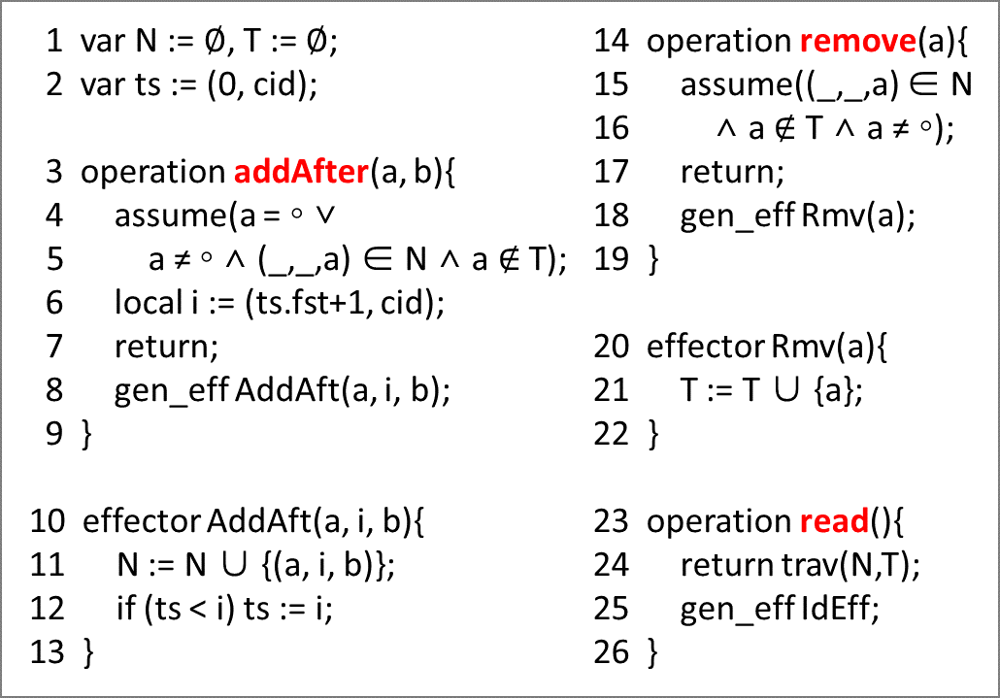 1 var N := ∅, T := ∅;
2 var ts := (0, cid);
3 operation addAfter(a, b){
4 assume(a = ○ ∨
5 a ≠ ○ ∧ (_,_,a) ∈ N ∧ a ∉ T);
6 local i := (ts.fst+1, cid);
7 return;
8 gen_eff AddAft(a, i, b);
9 }
10 effector AddAft(a, i, b){
11 N := N ∪ {(a, i, b)};
12 if (ts < i) ts := i;
13 }
14 operation remove(a){
15 assume((_,_,a) ∈ N
16 ∧ a ∉ T ∧ a ≠ ○);
17 return;
18 gen_eff Rmv(a);
19 }
20 effector Rmv(a){
21 T := T ∪ {a};
22 }
23 operation read(){
24 return trav(N,T);
25 gen_eff IdEff;
26 }